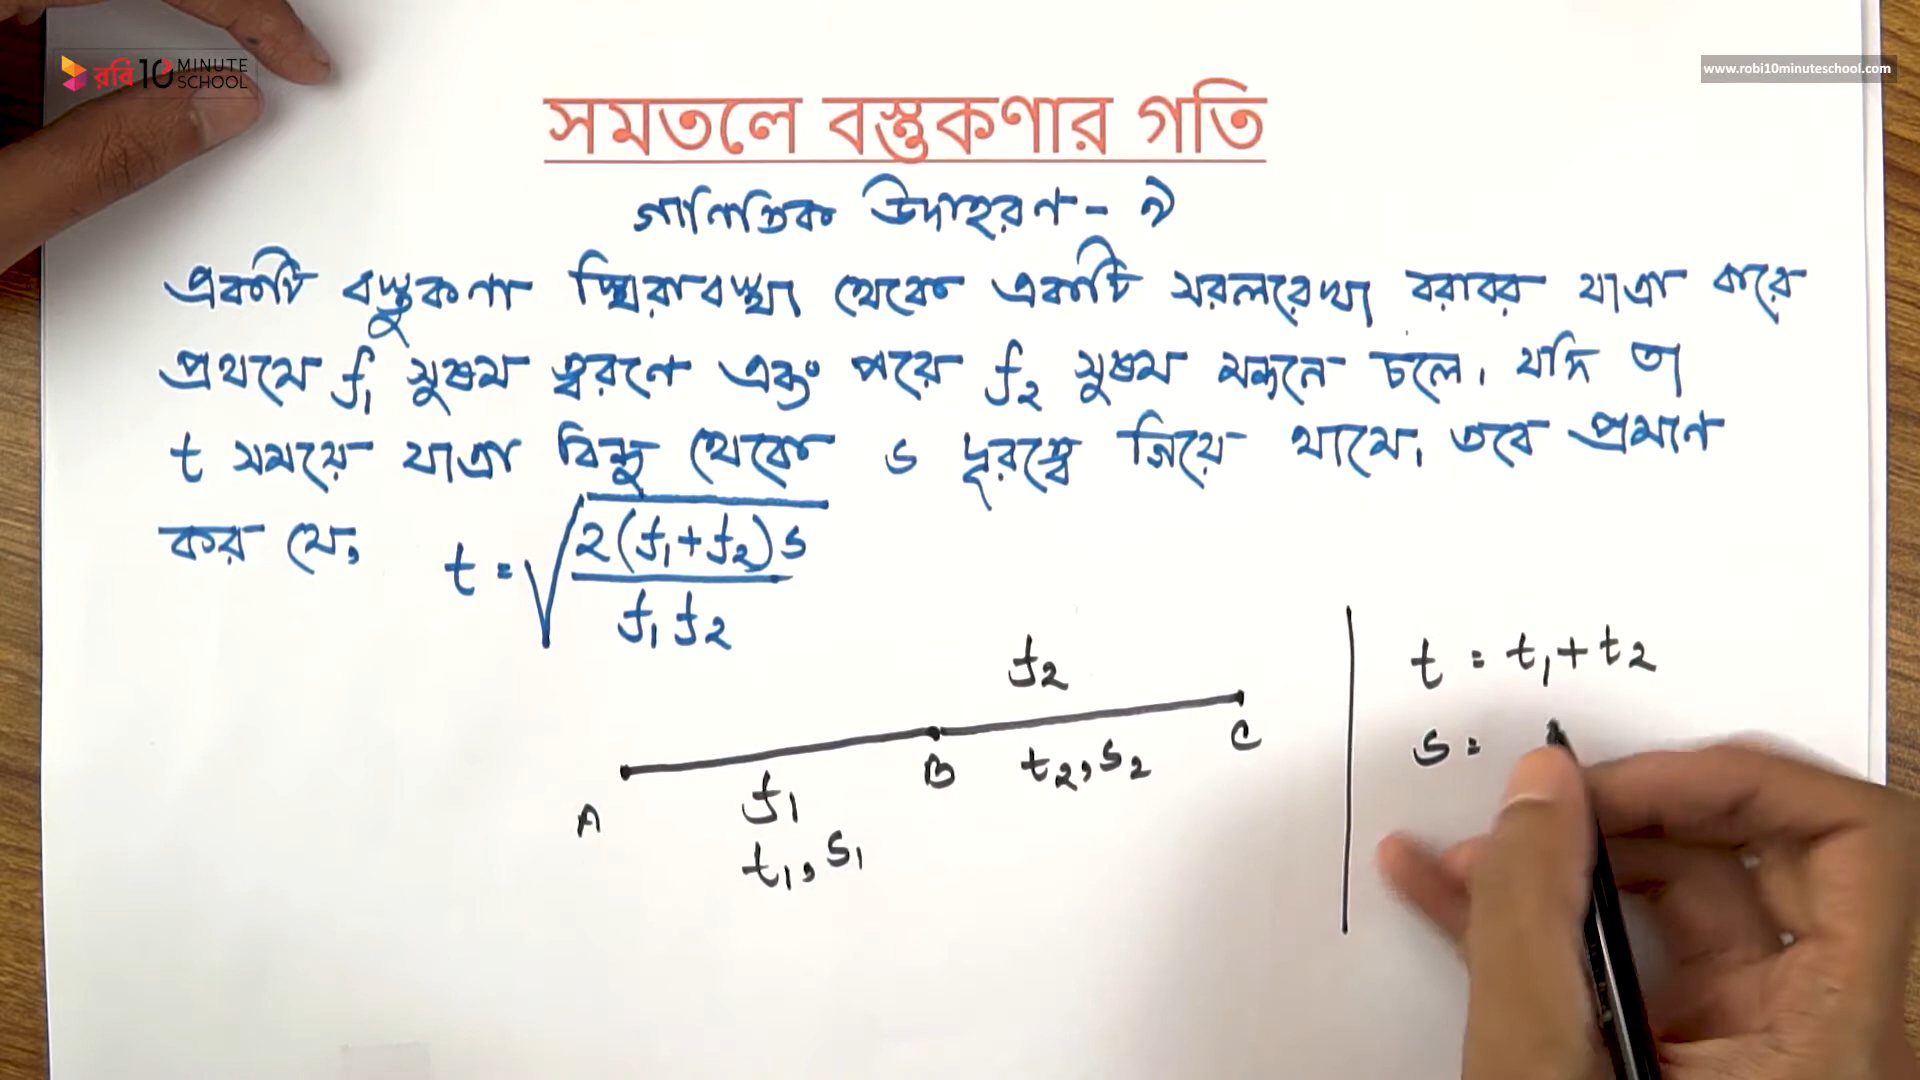 রবি 10 MINUTE SCHOOL
www.robi10minuteschool.com
সমতলে বস্তুকণার গতি
গাণিতিক উদাহরণ - ৯
একটি বস্তুকণা স্থিরাবস্থা থেকে একটি সরলরেখা বরাবর যাত্রা করে
প্রথমে f₁ সুষম ত্বরণে এবং পরে f₂ সুষম মন্দনে চলে। যদি তা
t সময়ে যাত্রা বিন্দু থেকে s দূরত্বে গিয়ে থামে, তবে প্রমাণ
কর যে, t = √(2(f₁+f₂)s / f₁f₂)
f₂
A B C
f₁
t₂, s₂
t₁, s₁
t = t₁+t₂
s =